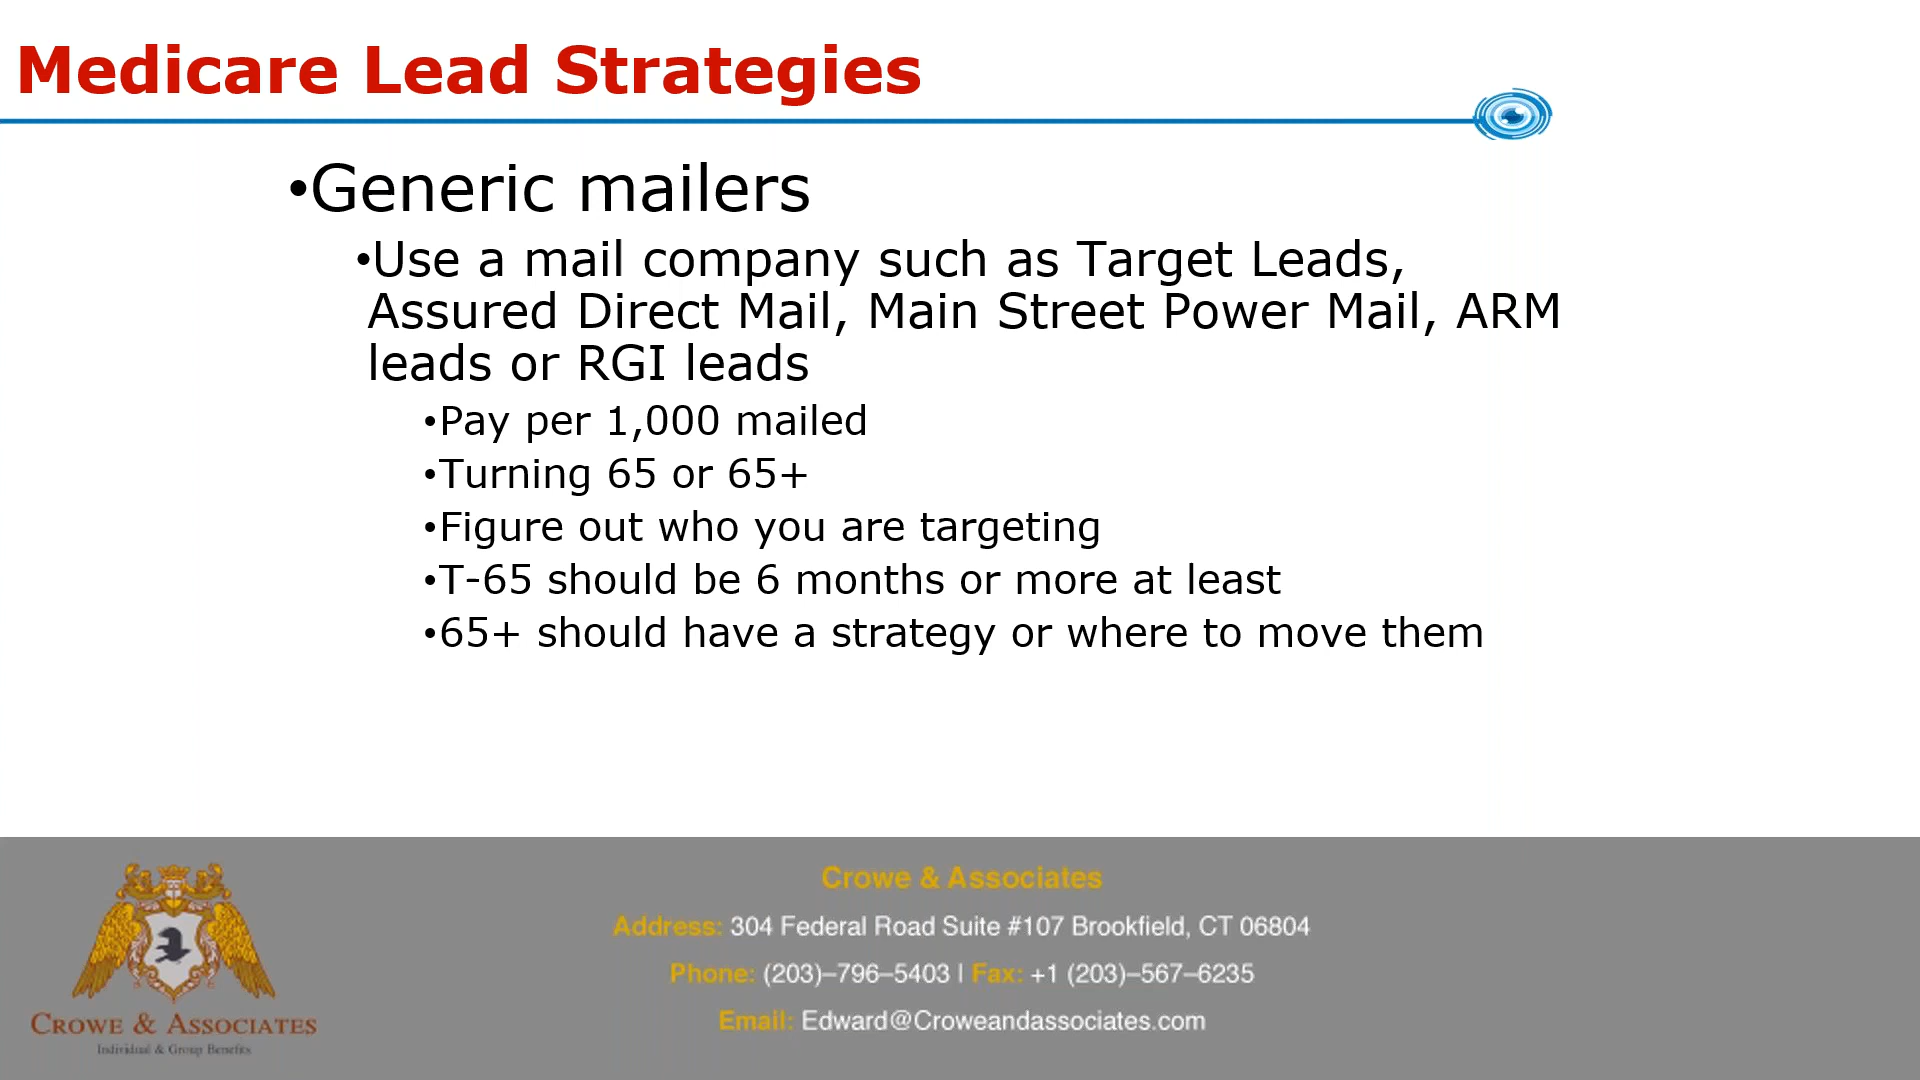 Medicare Lead Strategies
•Generic mailers
•Use a mail company such as Target Leads,
Assured Direct Mail, Main Street Power Mail, ARM
leads or RGI leads
•Pay per 1,000 mailed
•Turning 65 or 65+
•Figure out who you are targeting
•T-65 should be 6 months or more at least
•65+ should have a strategy or where to move them
Crowe & Associates
Address: 304 Federal Road Suite #107 Brookfield, CT 06804
Phone: (203)–796–5403 | Fax: +1 (203)–567–6235
Email: Edward@Croweandassociates.com
Crowe & Associates
Individual & Group Benefits